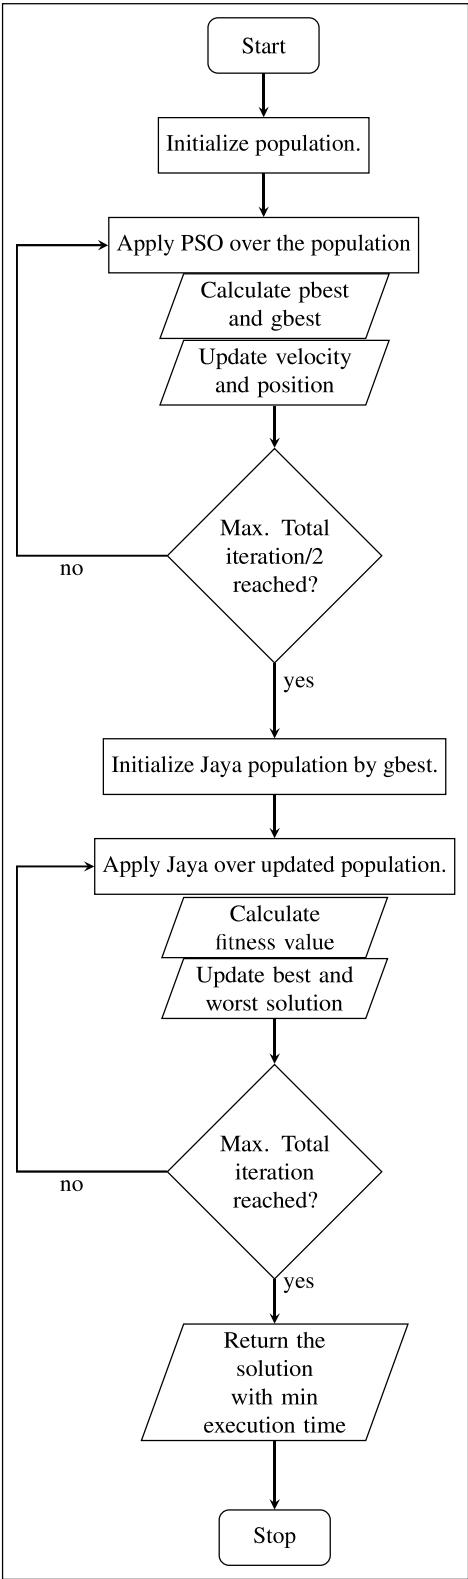 Start
Initialize population.
Apply PSO over the population
Calculate pbest
and gbest
Update velocity
and position
Max. Total
iteration/2
reached?
no
yes
Initialize Jaya population by gbest.
Apply Jaya over updated population.
Calculate
fitness value
Update best and
worst solution
Max. Total
iteration
reached?
no
yes
Return the
solution
with min
execution time
Stop